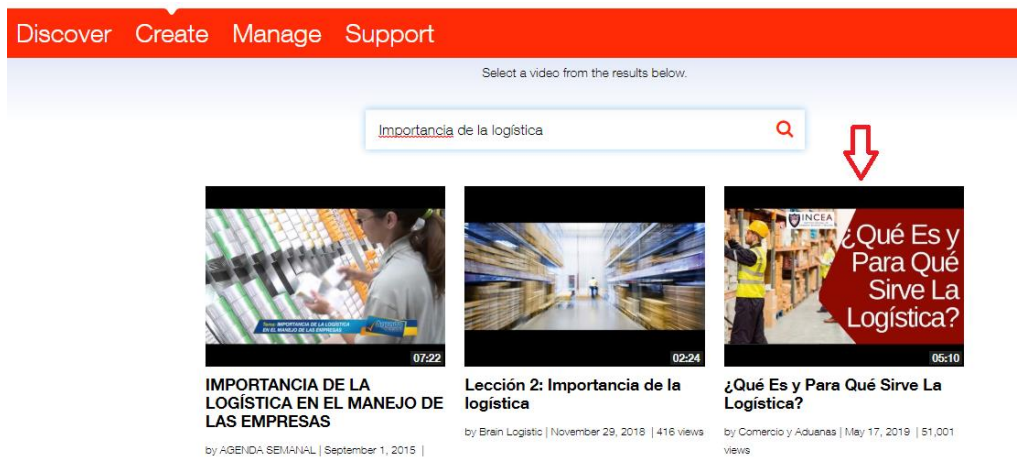 Discover Create Manage Support
Select a video from the results below.
Importancia de la logística
INCEA
¿Qué Es y
Para Qué
Sirve La
Logística?
Tema: IMPORTANCIA DE LA LOGÍSTICA
EN EL MANEJO DE LAS EMPRESAS
07:22
02:24
05:10
IMPORTANCIA DE LA
LOGÍSTICA EN EL MANEJO DE
LAS EMPRESAS
by AGENDA SEMANAL | September 1, 2015 |
Lección 2: Importancia de la
logística
by Brain Logistic | November 29, 2018 | 416 views
¿Qué Es y Para Qué Sirve La
Logística?
by Comercio y Aduanas | May 17, 2019 | 51,001
views